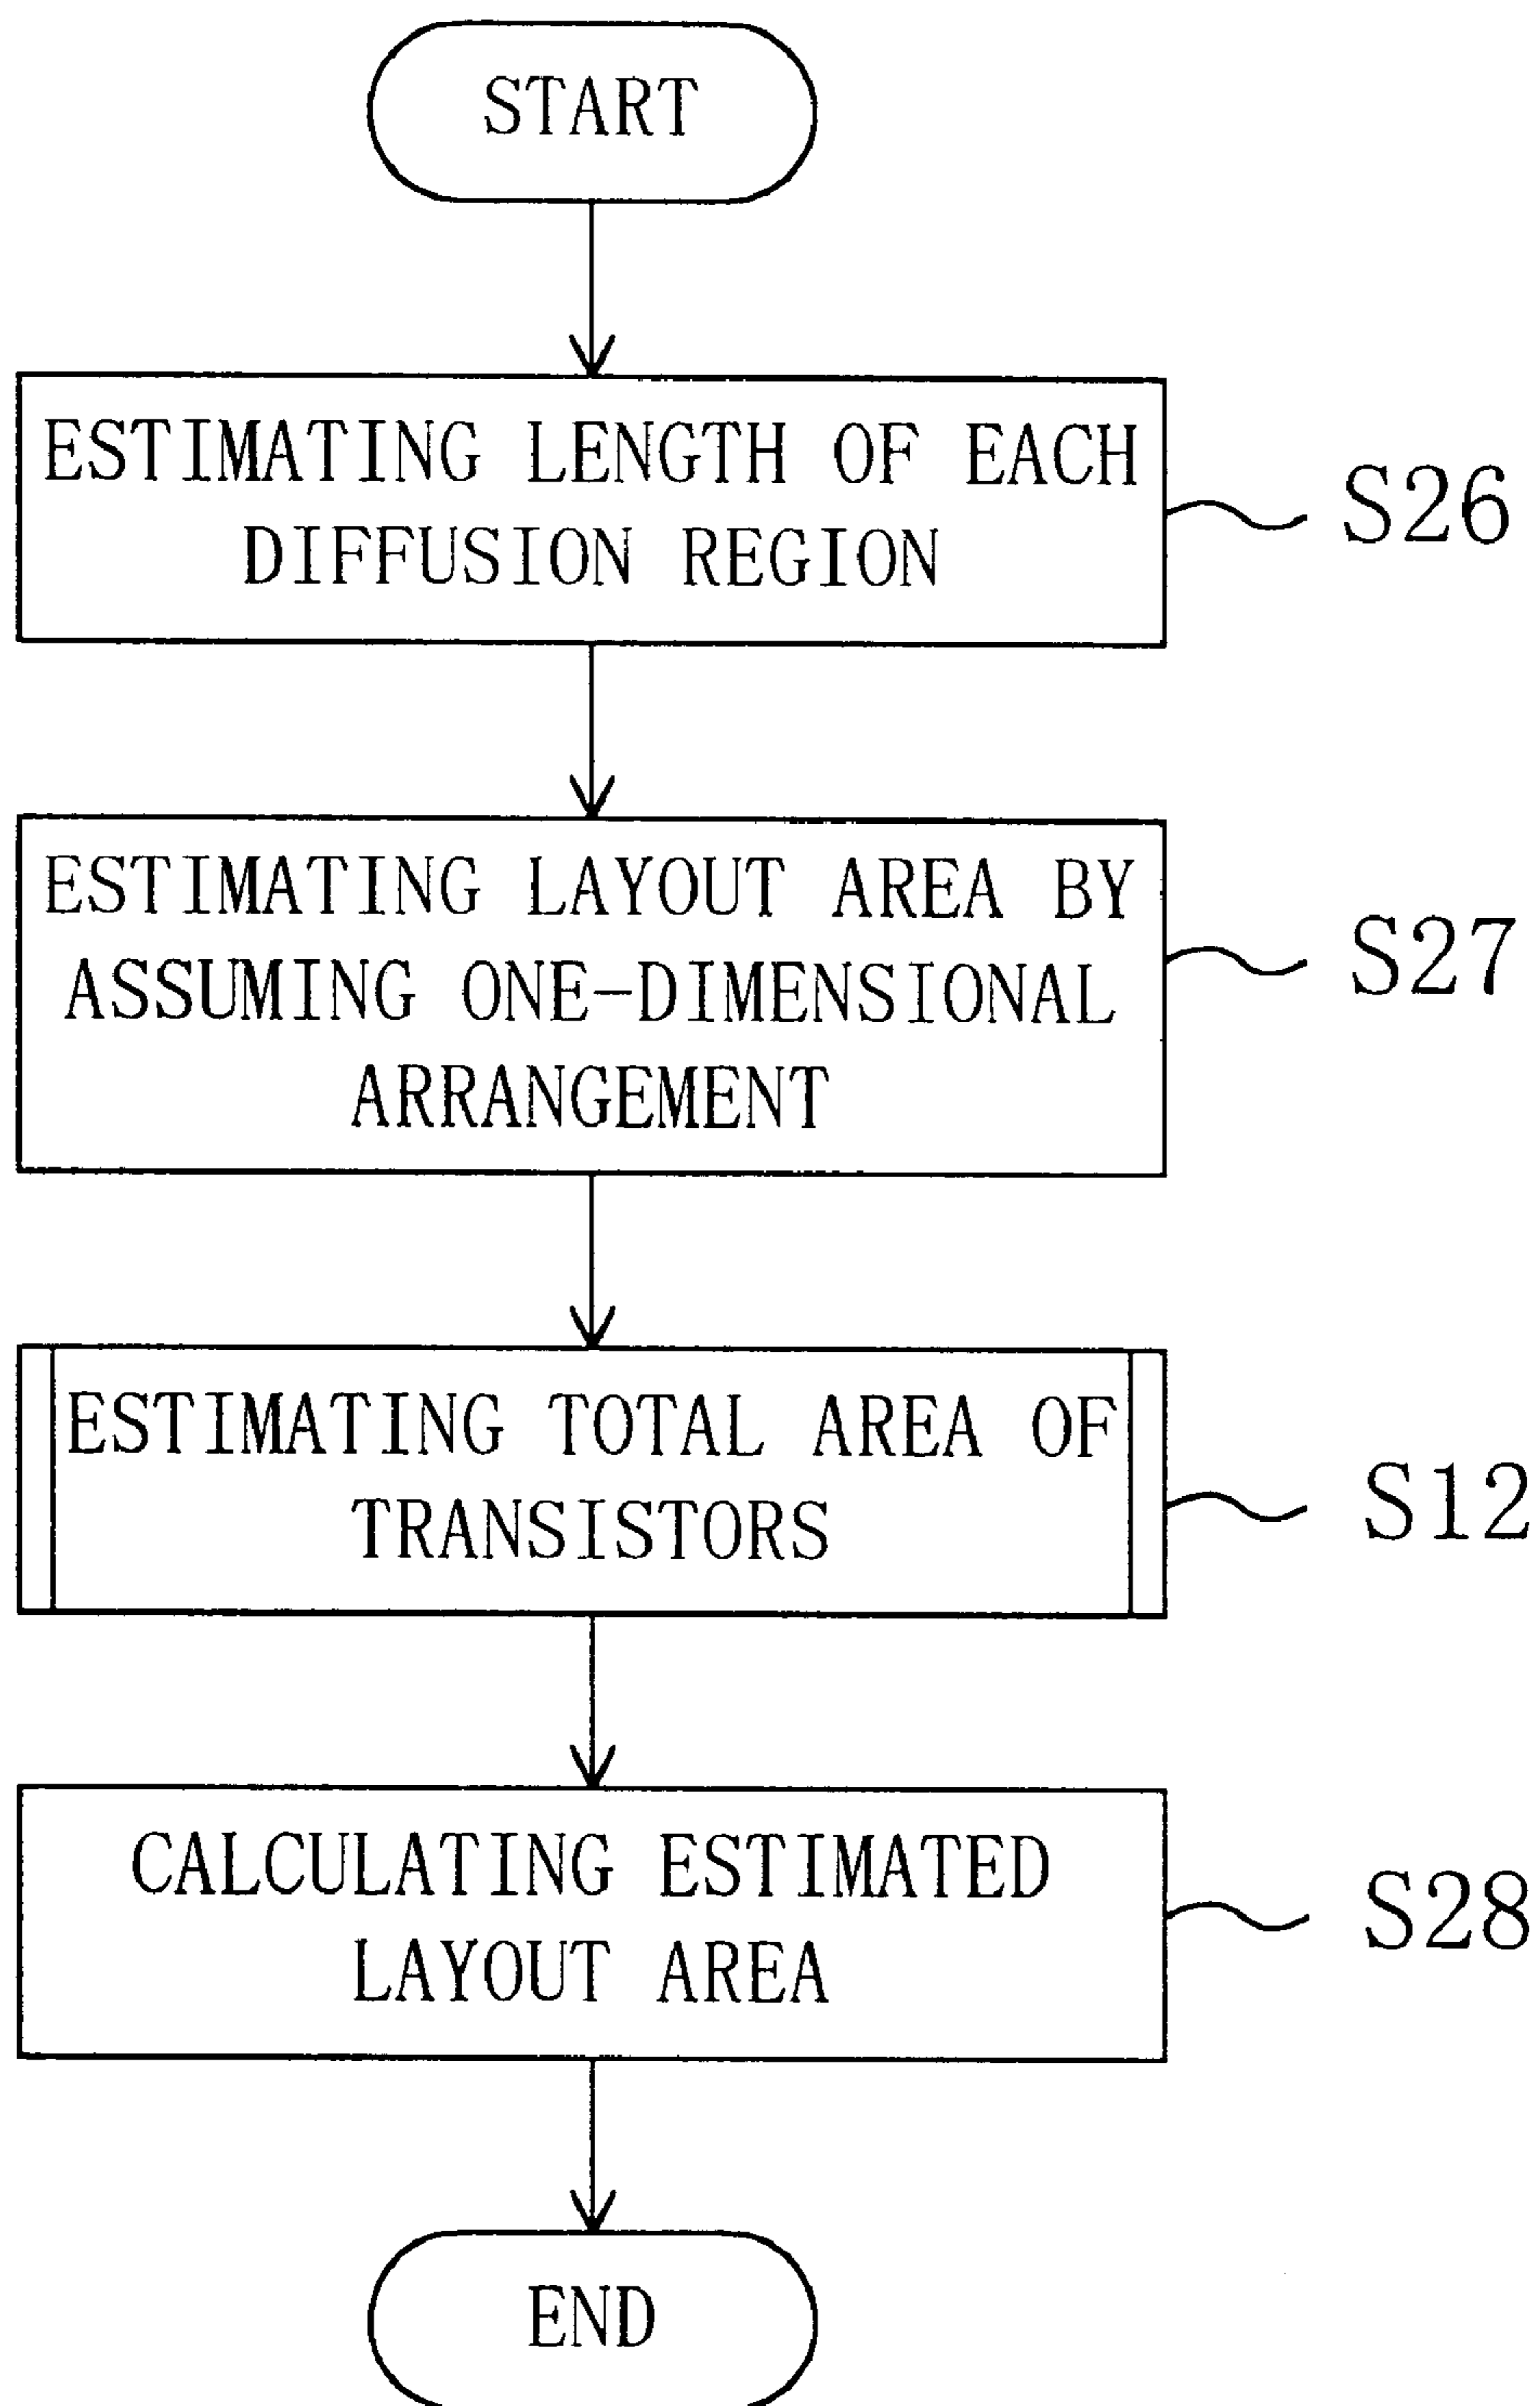 START
ESTIMATING LENGTH OF EACH
DIFFUSION REGION
S26
ESTIMATING LAYOUT AREA BY
ASSUMING ONE-DIMENSIONAL
ARRANGEMENT
S27
ESTIMATING TOTAL AREA OF
TRANSISTORS
S12
CALCULATING ESTIMATED
LAYOUT AREA
S28
END